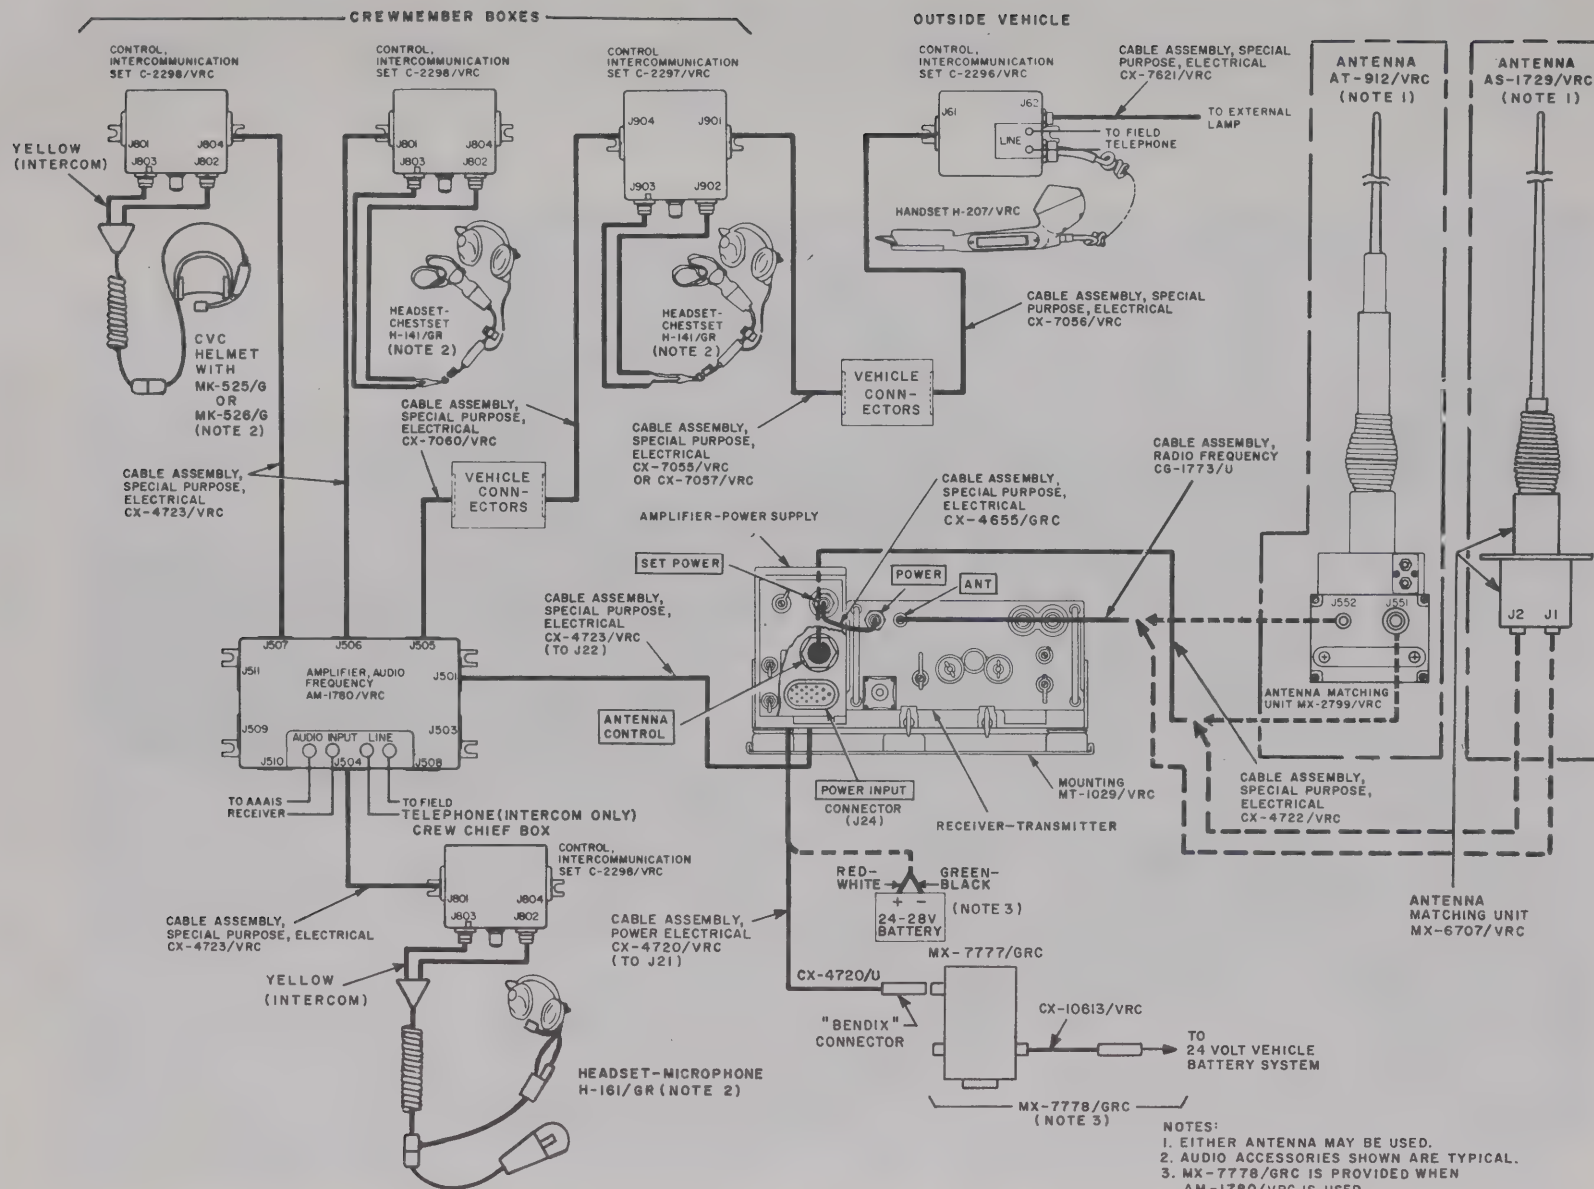 CREWMEMBER BOXES
OUTSIDE VEHICLE
CONTROL,
INTERCOMMUNICATION
SET C-2298/VRC
CONTROL,
INTERCOMMUNICATION
SET C-2298/VRC
CONTROL
INTERCOMMUNICATION
SET C-2297/VRC
CONTROL,
INTERCOMMUNICATION
SET C-2296/VRC
CABLE ASSEMBLY, SPECIAL
PURPOSE, ELECTRICAL
CX-7621/VRC
ANTENNA
AT-912/VRC
(NOTE 1)
ANTENNA
AS-1729/VRC
(NOTE 1)
J801
J804
J803
J802
J801
J804
J803
J802
J904
J901
J903
J902
J61
J62
LINE
TO EXTERNAL
LAMP
TO FIELD
TELEPHONE
YELLOW
(INTERCOM)
HANDSET H-207/VRC
CVC
HELMET
WITH
MK-525/G
OR
MK-526/G
(NOTE 2)
HEADSET-
CHESTSET
H-141/GR
(NOTE 2)
HEADSET-
CHESTSET
H-141/GR
(NOTE 2)
CABLE ASSEMBLY, SPECIAL
PURPOSE, ELECTRICAL
CX-7056/VRC
VEHICLE
CONN-
ECTORS
CABLE ASSEMBLY,
SPECIAL PURPOSE,
ELECTRICAL
CX-7060/VRC
CABLE ASSEMBLY,
SPECIAL PURPOSE,
ELECTRICAL
CX-7055/VRC
OR CX-7057/VRC
CABLE ASSEMBLY,
RADIO FREQUENCY
CG-1773/U
CABLE ASSEMBLY,
SPECIAL PURPOSE,
ELECTRICAL
CX-4723/VRC
VEHICLE
CONN-
ECTORS
CABLE ASSEMBLY,
SPECIAL PURPOSE,
ELECTRICAL
CX-4655/GRC
AMPLIFIER-POWER SUPPLY
SET POWER
POWER
ANT
CABLE ASSEMBLY,
SPECIAL PURPOSE,
ELECTRICAL
CX-4723/VRC
(TO J22)
J552
J551
J2
J1
J507
J506
J505
J511
J501
AMPLIFIER, AUDIO
FREQUENCY
AM-1780/VRC
J509
J503
AUDIO INPUT
LINE
J510
J504
J508
ANTENNA
CONTROL
ANTENNA MATCHING
UNIT MX-2799/VRC
POWER INPUT
CONNECTOR
(J24)
MOUNTING
MT-1029/VRC
RECEIVER-TRANSMITTER
CABLE ASSEMBLY,
SPECIAL PURPOSE,
ELECTRICAL
CX-4722/VRC
TO AAAIS
RECEIVER
TO FIELD
TELEPHONE (INTERCOM ONLY)
CREW CHIEF BOX
CONTROL,
INTERCOMMUNICATION
SET C-2298/VRC
J801
J804
J803
J802
RED-
WHITE
GREEN-
BLACK
(NOTE 3)
+ -
24-28V
BATTERY
ANTENNA
MATCHING UNIT
MX-6707/VRC
CABLE ASSEMBLY,
SPECIAL PURPOSE, ELECTRICAL
CX-4723/VRC
CABLE ASSEMBLY,
POWER ELECTRICAL
CX-4720/VRC
(TO J21)
MX-7777/GRC
YELLOW
(INTERCOM)
CX-4720/U
"BENDIX"
CONNECTOR
CX-10613/VRC
TO
24 VOLT VEHICLE
BATTERY SYSTEM
HEADSET-MICROPHONE
H-161/GR (NOTE 2)
MX-7778/GRC
(NOTE 3)
NOTES:
1. EITHER ANTENNA MAY BE USED.
2. AUDIO ACCESSORIES SHOWN ARE TYPICAL.
3. MX-7778/GRC IS PROVIDED WHEN
AM-1780/VRC IS USED